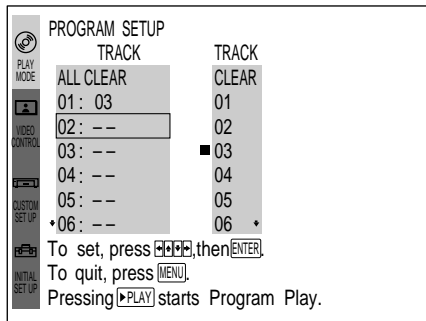 PROGRAM SETUP
TRACK TRACK
PLAY MODE
ALL CLEAR CLEAR
01: 03 01
VIDEO CONTROL
02: – – 02
03: – – 03
04: – – 04
CUSTOM SET UP
05: – – 05
06: – – 06
To set, press ,then ENTER.
INITIAL SET UP
To quit, press MENU.
Pressing PLAY starts Program Play.